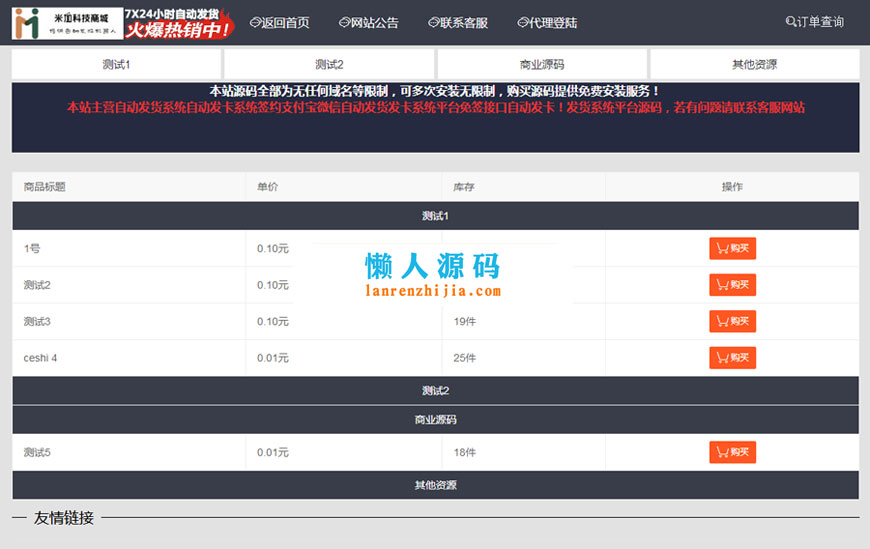 米加科技商城
7X24小时自动发货
火爆热销中!
返回首页 网站公告 联系客服 代理登陆 订单查询
测试1 测试2 商业源码 其他资源
本站源码全部为无任何域名等限制，可多次安装无限制，购买源码提供免费安装服务！
本站主营自动发货系统自动发卡系统签约支付宝微信自动发货发卡系统平台免签接口自动发卡！发货系统平台源码，若有问题请联系客服网站
商品标题 单价 库存 操作
测试1
1号 0.10元 购买
测试2 0.10元 购买
懒人源码
lanrenzhijia.com
测试3 0.10元 19件 购买
ceshi 4 0.01元 25件 购买
测试2
商业源码
测试5 0.01元 18件 购买
其他资源
友情链接